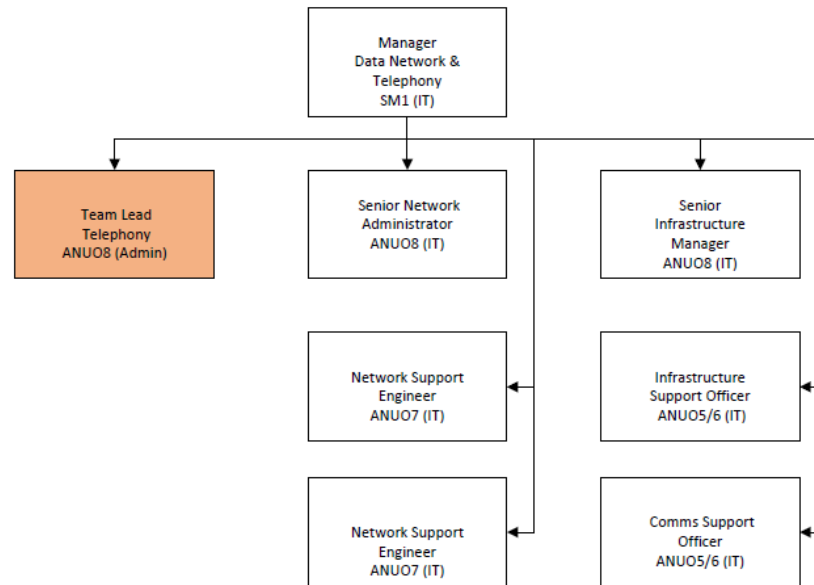 Manager
Data Network &
Telephony
SM1 (IT)
Team Lead
Telephony
ANUO8 (Admin)
Senior Network
Administrator
ANUO8 (IT)
Senior
Infrastructure
Manager
ANUO8 (IT)
Network Support
Engineer
ANUO7 (IT)
Infrastructure
Support Officer
ANUO5/6 (IT)
Network Support
Engineer
ANUO7 (IT)
Comms Support
Officer
ANUO5/6 (IT)